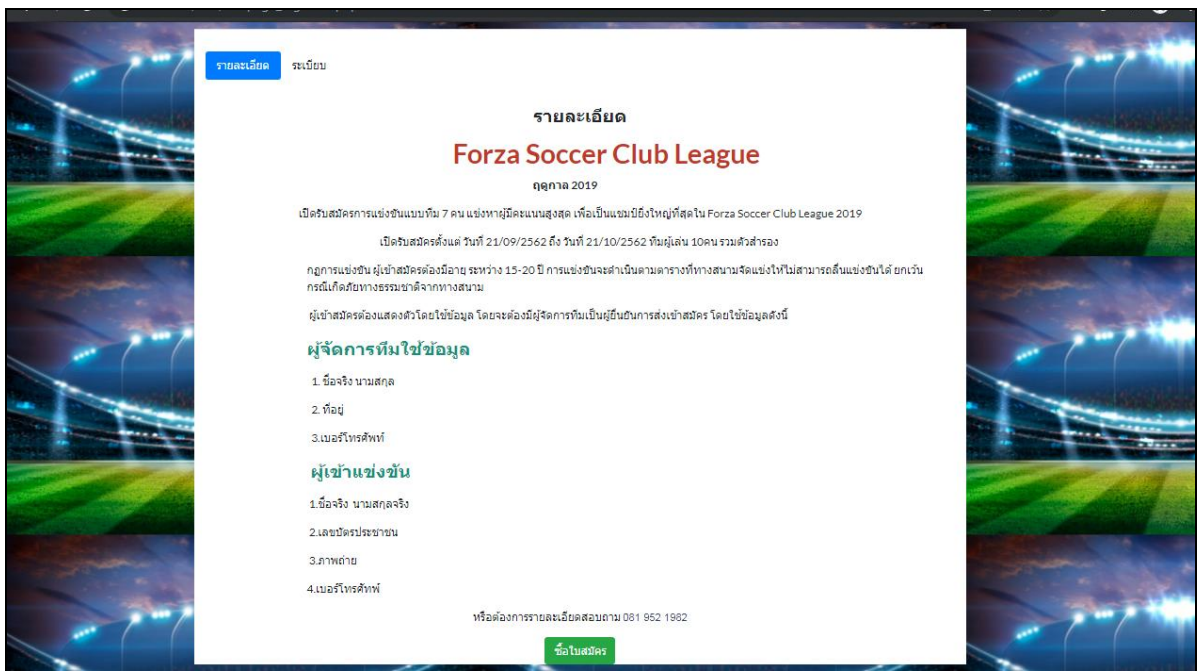 รายละเอียด ระเบียบ
รายละเอียด
Forza Soccer Club League
ฤดูกาล 2019
เปิดรับสมัครการแข่งขันแบบทีม 7 คน แข่งหาผู้มีคะแนนสูงสุด เพื่อเป็นแชมป์ยิ่งใหญ่ที่สุดใน Forza Soccer Club League 2019
เปิดรับสมัครตั้งแต่ วันที่ 21/09/2562 ถึง วันที่ 21/10/2562 ทีมผู้เล่น 10คน รวมตัวสำรอง
กฏการแข่งขัน ผู้เข้าสมัครต้องมีอายุ ระหว่าง 15-20 ปี การแข่งขันจะดำเนินตามตารางที่ทางสนามจัดแข่งให้ไม่สามารถลื่นแข่งขันได้ ยกเว้น
กรณีเกิดภัยทางธรรมชาติจากทางสนาม
ผู้เข้าสมัครต้องแสดงตัวโดยใช้ข้อมูล โดยจะต้องมีผู้จัดการทีมเป็นผู้ยืนยันการส่งเข้าสมัคร โดยใช้ข้อมูลดังนี้
ผู้จัดการทีมใช้ข้อมูล
1. ชื่อจริง นามสกุล
2. ที่อยู่
3.เบอร์โทรศัพท์
ผู้เข้าแข่งขัน
1.ชื่อจริง นามสกุลจริง
2.เลขบัตรประชาชน
3.ภาพถ่าย
4.เบอร์โทรศัทพ์
หรือต้องการรายละเอียดสอบถาม 081 952 1982
ซื้อใบสมัคร